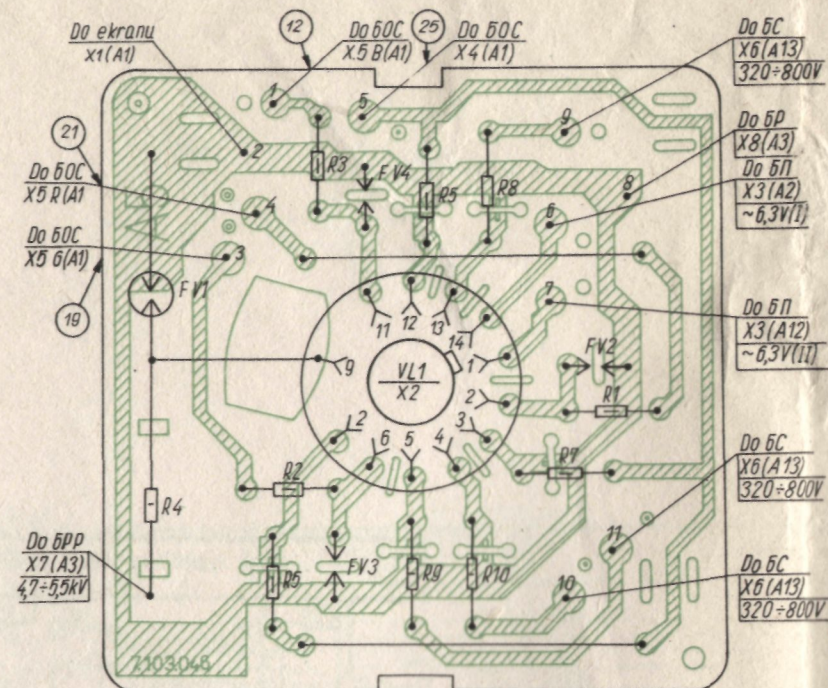 Do ekranu
X1(A1)
12
Do БОС
X5 B(A1)
25
Do БОС
X4(A1)
Do БС
X6(A13)
320÷800V
21
Do БОС
X5 R(A1
Do БОС
X5 G(A1)
19
Do БР
X8(A3)
Do БП
X3(A2)
~6,3V(I)
Do БП
X3(A12)
~6,3V(II)
Do БС
X6(A13)
320÷800V
Do БС
X6(A13)
320÷800V
Do БРР
X7(A3)
4,7÷5,5kV
1
5
9
2
R3
FV4
R5
R8
8
4
6
3
FV1
7
11
12
13
14
VL1
X2
9
1
2
3
4
5
6
2
FV2
R1
R2
R7
R4
FV3
R6
R9
R10
11
10
7103.046